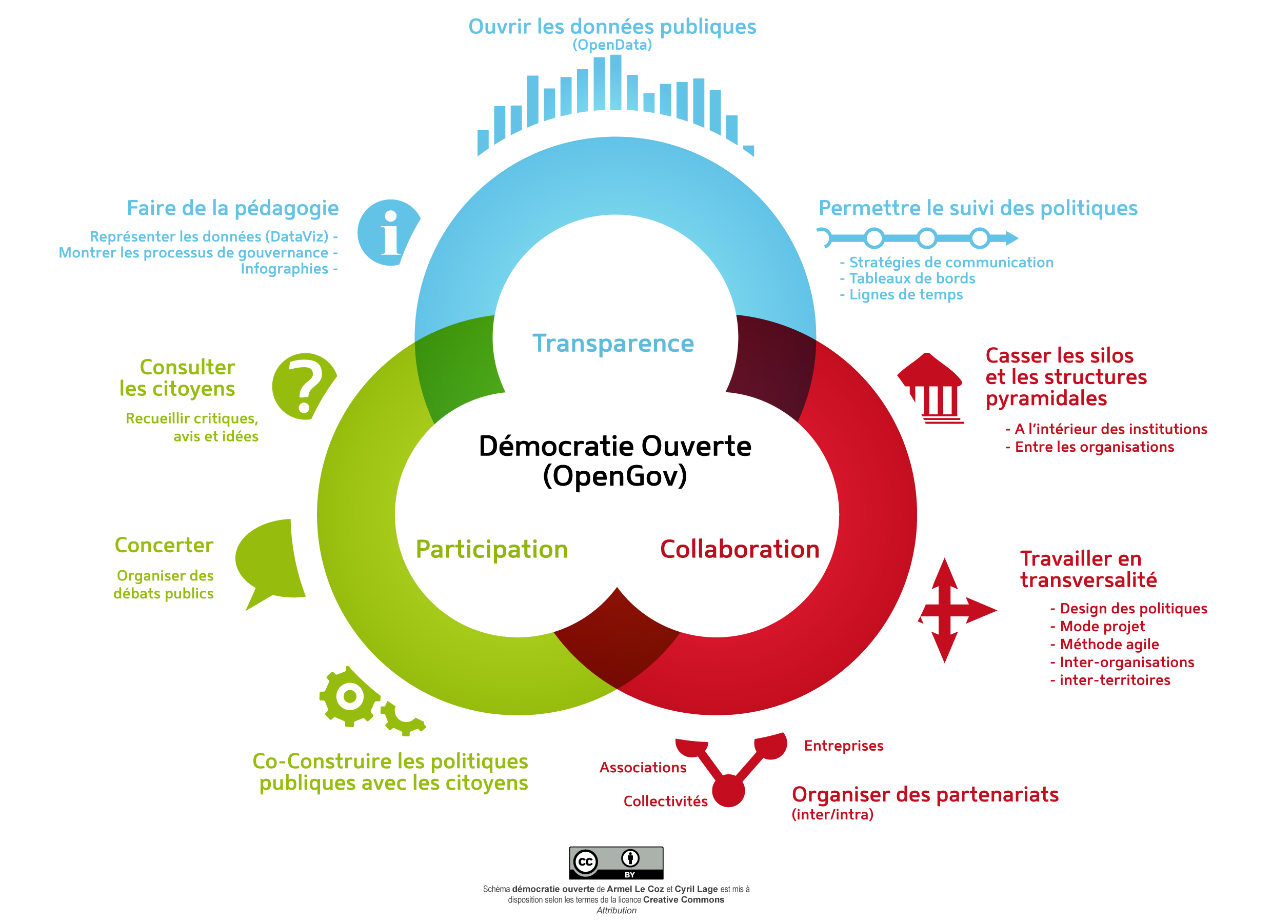 Ouvrir les données publiques
(OpenData)
Faire de la pédagogie
Représenter les données (DataViz) -
Montrer les processus de gouvernance -
Infographies -
Permettre le suivi des politiques
- Stratégies de communication
- Tableaux de bords
- Lignes de temps
Transparence
Consulter
les citoyens
Recueillir critiques,
avis et idées
Casser les silos
et les structures
pyramidales
- A l'intérieur des institutions
- Entre les organisations
Démocratie Ouverte
(OpenGov)
Participation
Collaboration
Concerter
Organiser des
débats publics
Travailler en
transversalité
- Design des politiques
- Mode projet
- Méthode agile
- Inter-organisations
- inter-territoires
Co-Construire les politiques
publiques avec les citoyens
Associations
Entreprises
Collectivités
Organiser des partenariats
(inter/intra)
cc
BY
Schéma démocratie ouverte de Armel Le Coz et Cyril Lage est mis à
disposition selon les termes de la licence Creative Commons
Attribution